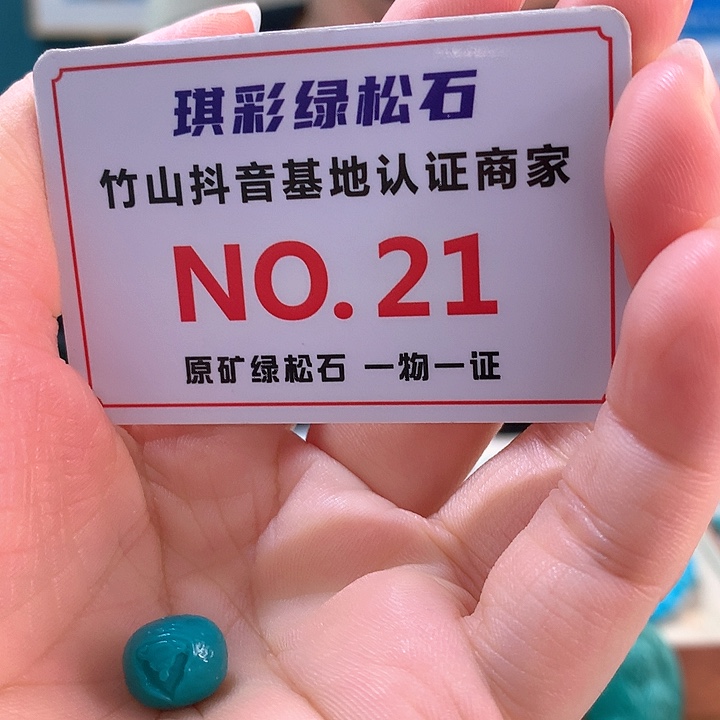 琪彩绿松石
竹山抖音基地认证商家
NO.21
原矿绿松石 一物一证